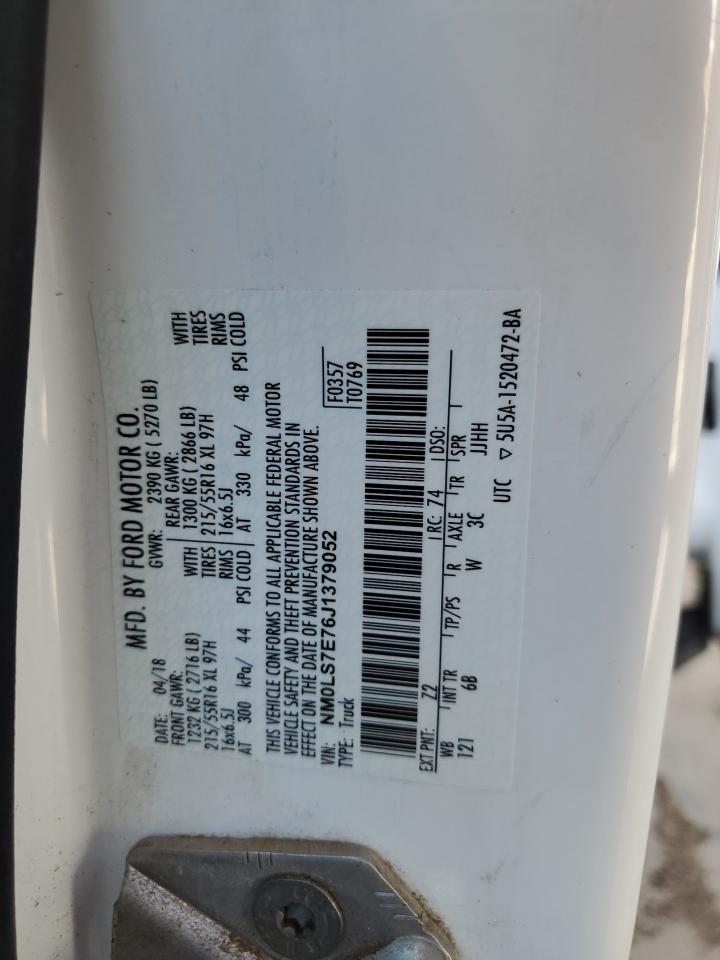 MFD. BY FORD MOTOR CO.
DATE: 04/18 GVWR: 2390 KG ( 5270 LB)
FRONT GAWR: REAR GAWR:
1232 KG ( 2716 LB) WITH 1300 KG ( 2866 LB) WITH
215/55R16 XL 97H TIRES 215/55R16 XL 97H TIRES
16x6.5J RIMS 16x6.5J RIMS
AT 300 kPa/ 44 PSI COLD AT 330 kPa/ 48 PSI COLD
THIS VEHICLE CONFORMS TO ALL APPLICABLE FEDERAL MOTOR
VEHICLE SAFETY AND THEFT PREVENTION STANDARDS IN
EFFECT ON THE DATE OF MANUFACTURE SHOWN ABOVE.
VIN: NM0LS7E76J1379052 F0357
TYPE: Truck T0769
EXT PNT: Z2 RC: 74 DSO:
WB INT TR TP/PS R AXLE TR SPR
121 6B W 3C JJHH
UTC ▽ 5U5A-1520472-BA